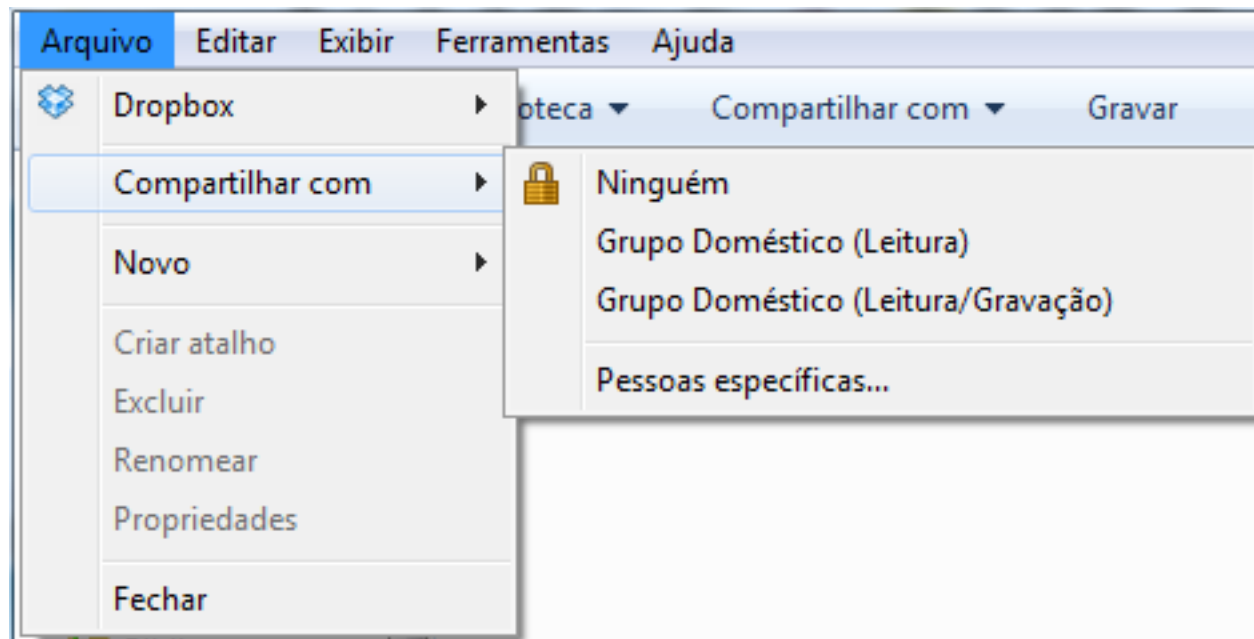 Arquivo Editar Exibir Ferramentas Ajuda
Dropbox
Compartilhar com Gravar
Compartilhar com
Ninguém
Grupo Doméstico (Leitura)
Novo
Grupo Doméstico (Leitura/Gravação)
Criar atalho
Pessoas específicas...
Excluir
Renomear
Propriedades
Fechar